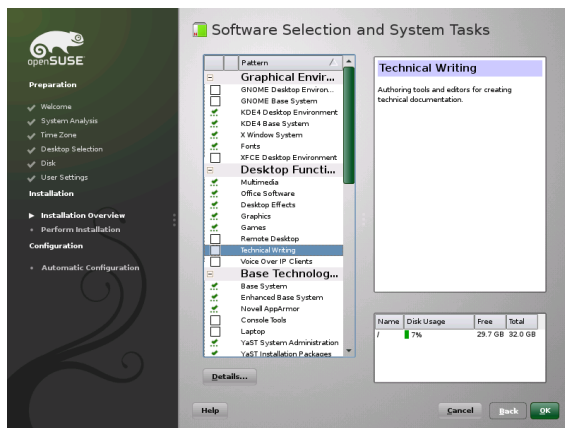 openSUSE
Preparation
Welcome
System Analysis
Time Zone
Desktop Selection
Disk
User Settings
Installation
Installation Overview
Perform Installation
Configuration
Automatic Configuration
Software Selection and System Tasks
Pattern
Graphical Envir...
GNOME Desktop Environ...
GNOME Base System
KDE4 Desktop Environment
KDE4 Base System
X Window System
Fonts
XFCE Desktop Environment
Desktop Functi...
Multimedia
Office Software
Desktop Effects
Graphics
Games
Remote Desktop
Technical Writing
Voice Over IP Clients
Base Technolog...
Base System
Enhanced Base System
Novell AppArmor
Console Tools
Laptop
YaST System Administration
YaST Installation Packages
Details...
Technical Writing
Authoring tools and editors for creating
technical documentation.
Name Disk Usage Free Total
/ 7% 29.7 GB 32.0 GB
Help Cancel Back OK